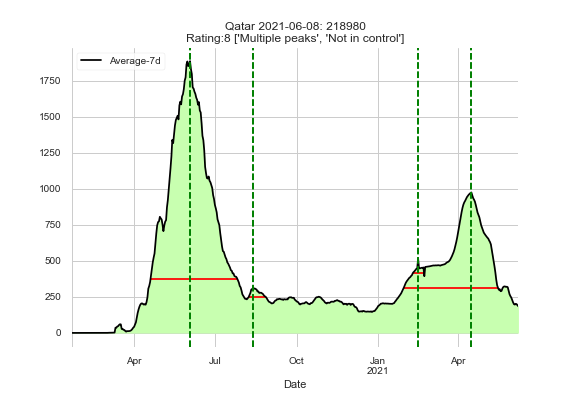 Qatar 2021-06-08: 218980
Rating:8 ['Multiple peaks', 'Not in control']
Average-7d
1750
1500
1250
1000
750
500
250
0
Apr
Jul
Oct
Jan
2021
Apr
Date